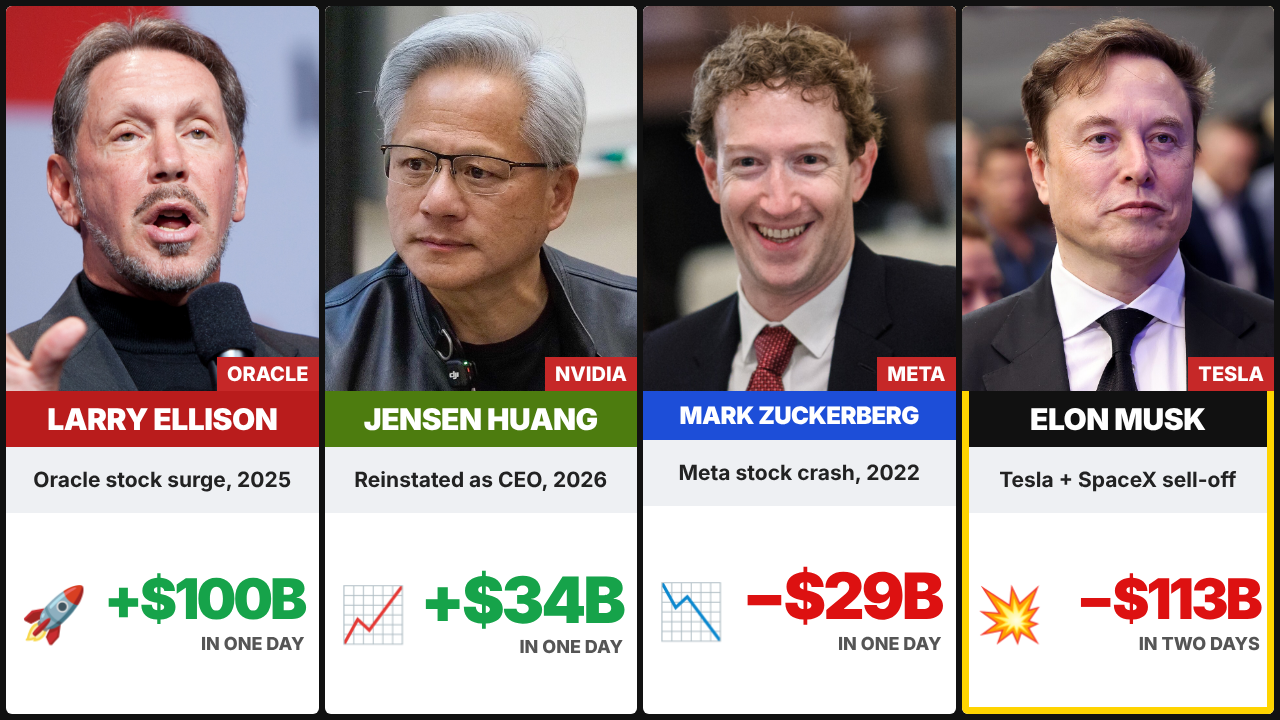 ORACLE
LARRY ELLISON
Oracle stock surge, 2025
+$100B
IN ONE DAY
NVIDIA
JENSEN HUANG
Reinstated as CEO, 2026
+$34B
IN ONE DAY
META
MARK ZUCKERBERG
Meta stock crash, 2022
−$29B
IN ONE DAY
TESLA
ELON MUSK
Tesla + SpaceX sell-off
−$113B
IN TWO DAYS